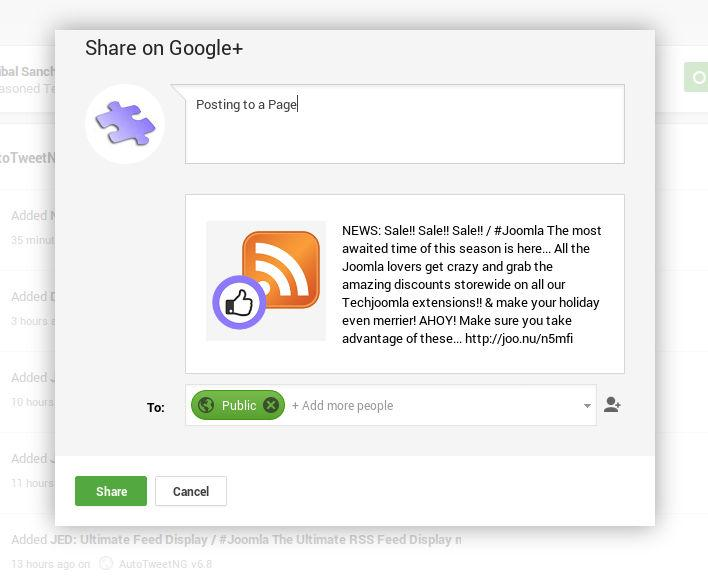 Share on Google+
ibal Sanch
asoned Te
Posting to a Page
toTweetN
Added
35 minut
NEWS: Sale!! Sale!! Sale!! / #Joomla The most
awaited time of this season is here... All the
Joomla lovers get crazy and grab the
amazing discounts storewide on all our
Techjoomla extensions!! & make your holiday
even merrier! AHOY! Make sure you take
advantage of these... http://joo.nu/n5mfi
Added
3 hours a
Added
10 hours
To:
Public
+ Add more people
Added
11 hours
Share
Cancel
Added JED: Ultimate Feed Display / #Joomla The Ultimate RSS Feed Display
13 hours ago on AutoTweetNG v6.8